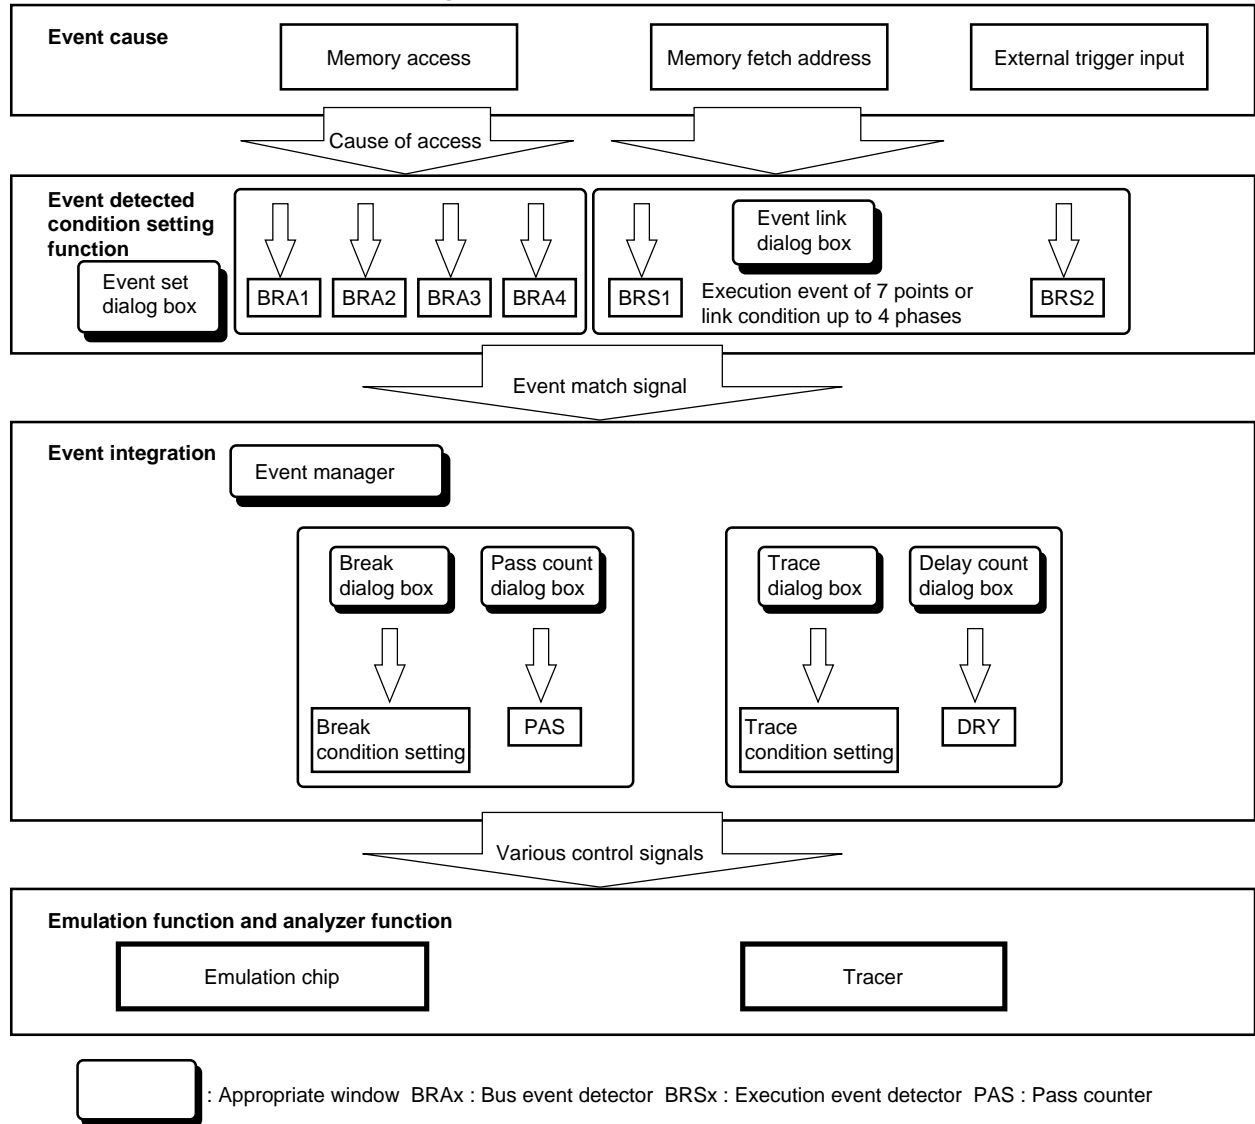 Event cause
Memory access
Memory fetch address
External trigger input
Cause of access
Event detected
condition setting
function
Event set
dialog box
BRA1
BRA2
BRA3
BRA4
BRS1
Event link
dialog box
Execution event of 7 points or
link condition up to 4 phases
BRS2
Event match signal
Event integration
Event manager
Break
dialog box
Pass count
dialog box
Trace
dialog box
Delay count
dialog box
Break
condition setting
PAS
Trace
condition setting
DRY
Various control signals
Emulation function and analyzer function
Emulation chip
Tracer
: Appropriate window BRAx : Bus event detector BRSx : Execution event detector PAS : Pass counter